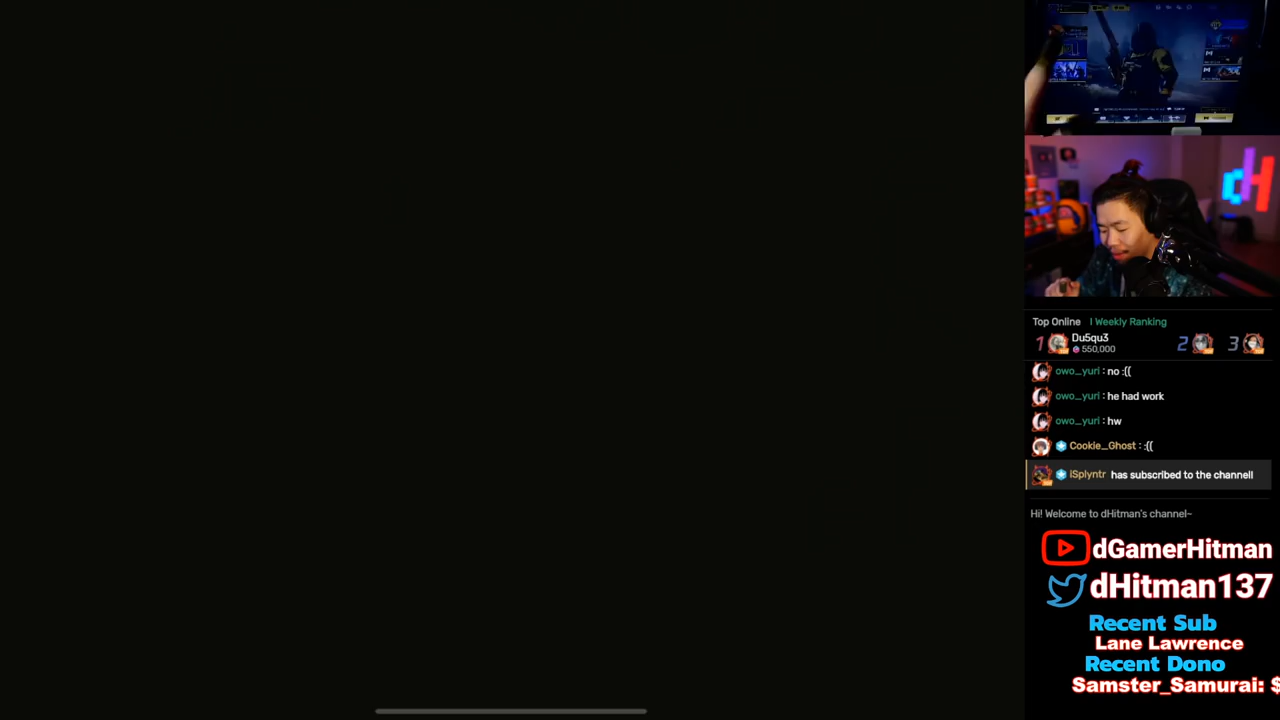 Top Online | Weekly Ranking
1 Du5qu3 2 3
550,000
owo_yuri : no :((
owo_yuri : he had work
owo_yuri : hw
Cookie_Ghost : :((
iSplyntr has subscribed to the channel!
Hi! Welcome to dHitman's channel~
dGamerHitman
dHitman137
Recent Sub
Lane Lawrence
Recent Dono
Samster_Samurai: $